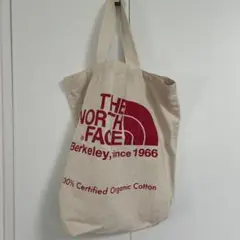 THE
NORTH
FACE
Berkeley, since 1966
100% Certified Organic Cotton